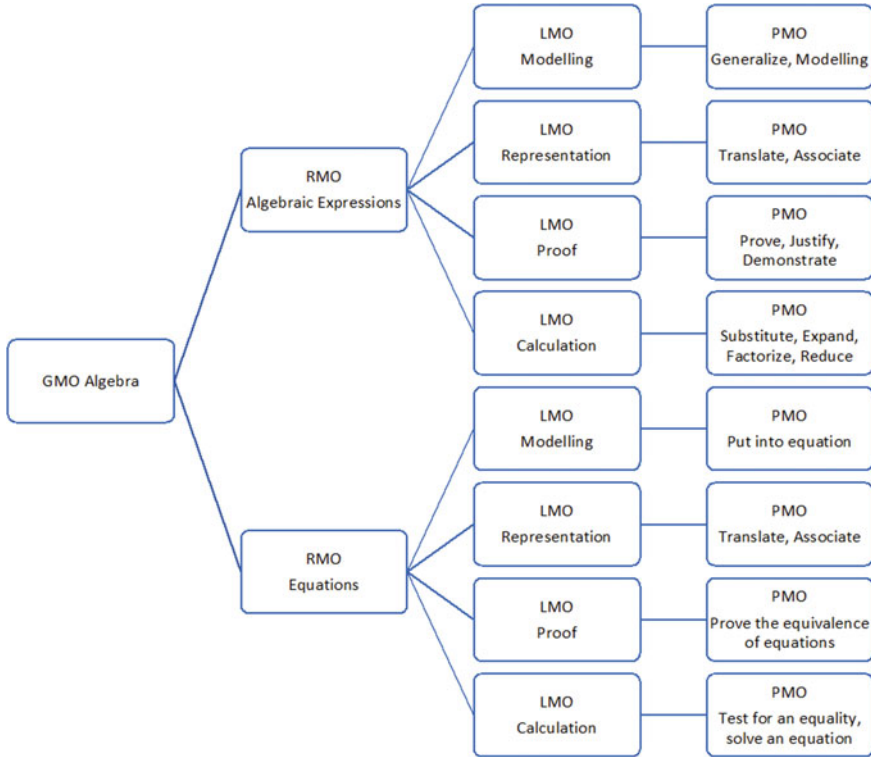 GMO Algebra
RMO
Algebraic Expressions
LMO
Modelling
PMO
Generalize, Modelling
LMO
Representation
PMO
Translate, Associate
LMO
Proof
PMO
Prove, Justify,
Demonstrate
LMO
Calculation
PMO
Substitute, Expand,
Factorize, Reduce
RMO
Equations
LMO
Modelling
PMO
Put into equation
LMO
Representation
PMO
Translate, Associate
LMO
Proof
PMO
Prove the equivalence
of equations
LMO
Calculation
PMO
Test for an equality,
solve an equation